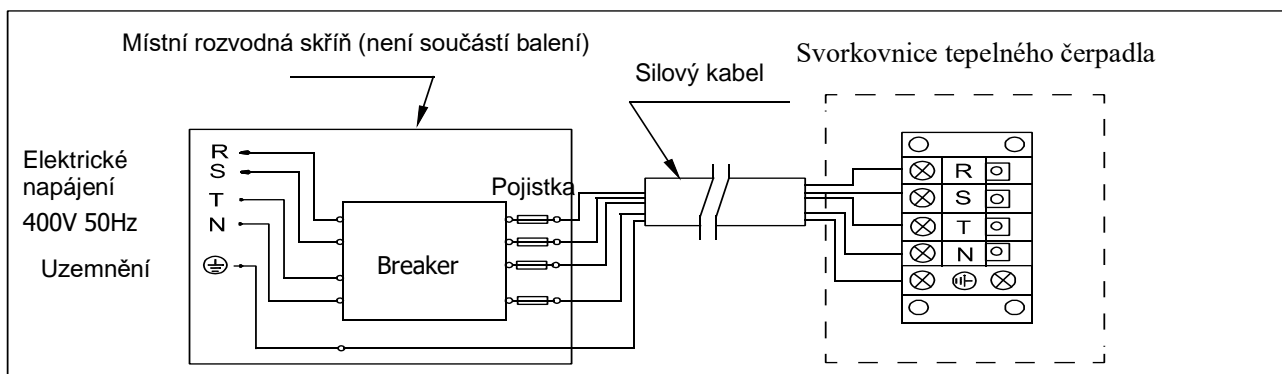 Místní rozvodná skříň (není součástí balení)
Silový kabel
Svorkovnice tepelného čerpadla
Elektrické
napájení
400V 50Hz
Uzemnění
R
S
T
N
Breaker
Pojistka
R
S
T
N